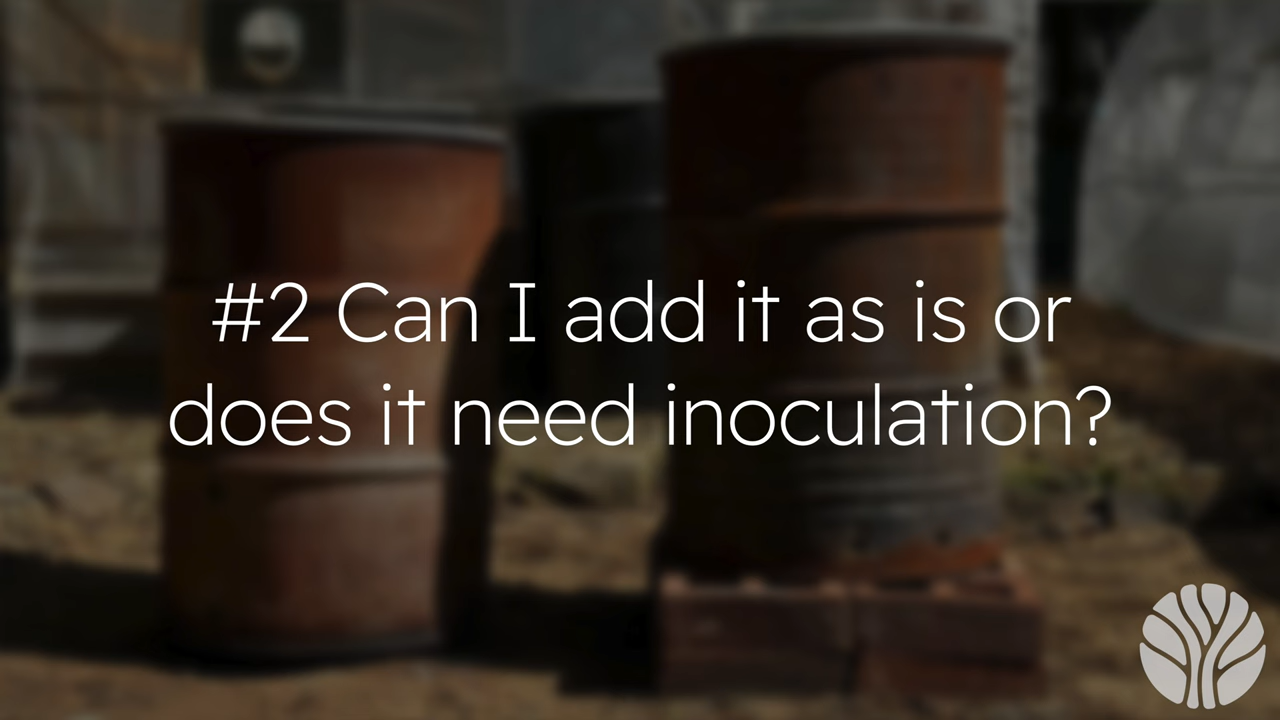 #2 Can I add it as is or
does it need inoculation?